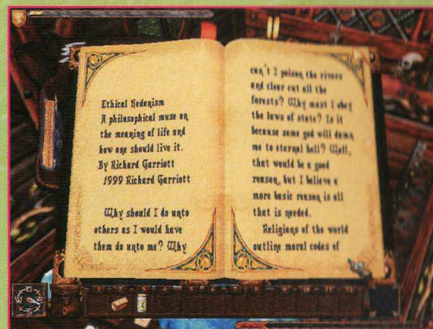 Ethical Hedonism
A philosophical muse on
the meaning of life and
how one should live it.
By Richard Garriott
1999 Richard Garriott
Why should I do unto
others as I would have
them do unto me? Why
can't I poison the rivers
and clear cut all the
forests? Why must I obey
the laws of state? Is it
because some god will damn
me to eternal hell? Well,
that would be a good
reason, but I believe a
more basic reason is all
that is needed.
Religions of the world
outline moral codes of